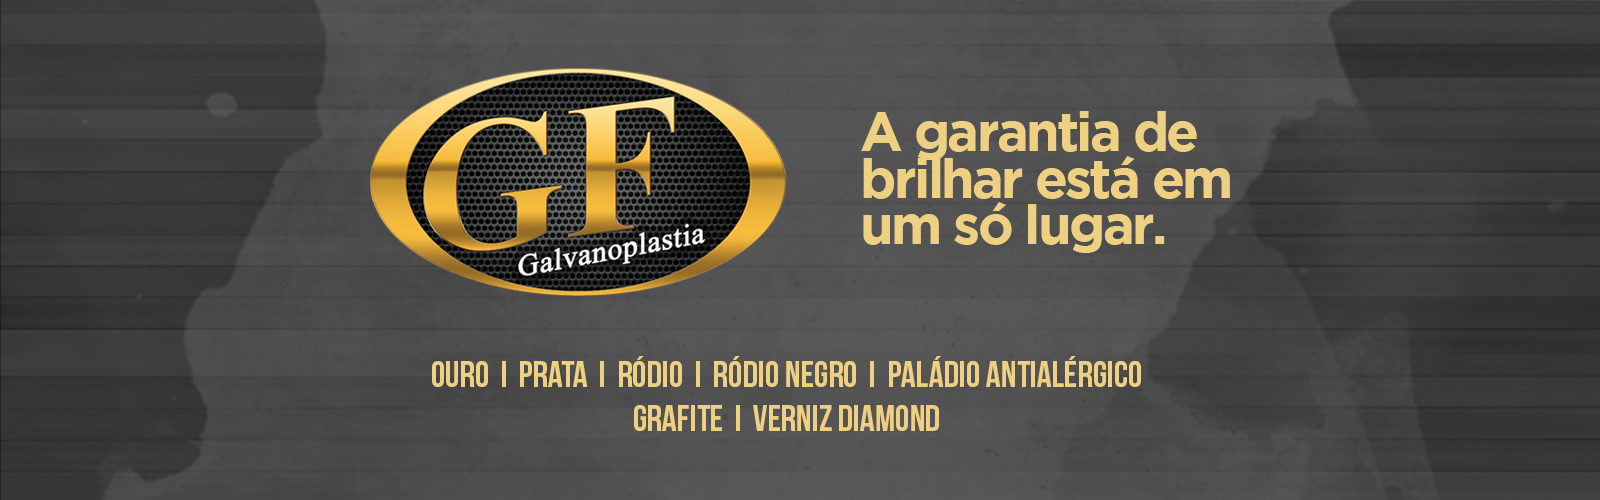 GF
Galvanoplastia
A garantia de
brilhar está em
um só lugar.
OURO I PRATA I RÓDIO I RÓDIO NEGRO I PALÁDIO ANTIALÉRGICO
GRAFITE I VERNIZ DIAMOND